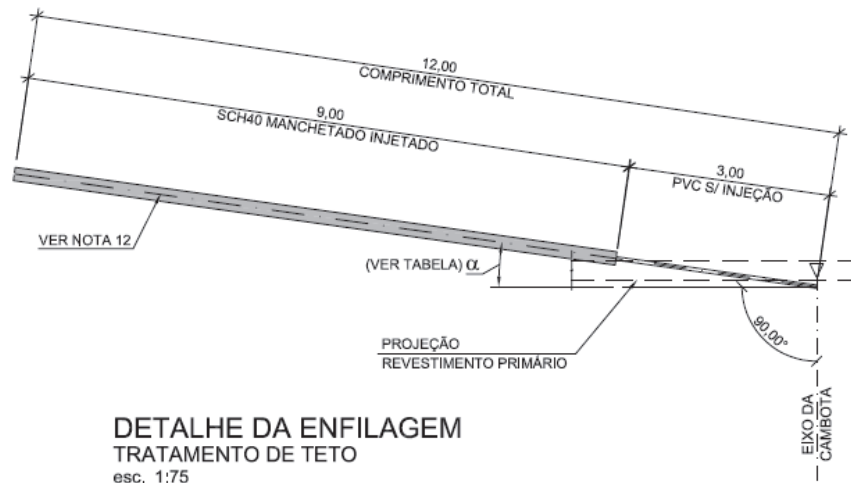 12,00
COMPRIMENTO TOTAL
9,00
SCH40 MANCHETADO INJETADO
3,00
PVC S/ INJEÇÃO
VER NOTA 12
(VER TABELA) α
PROJEÇÃO
REVESTIMENTO PRIMÁRIO
90,00°
EIXO DA
CAMBOTA
DETALHE DA ENFILAGEM
TRATAMENTO DE TETO
esc. 1:75